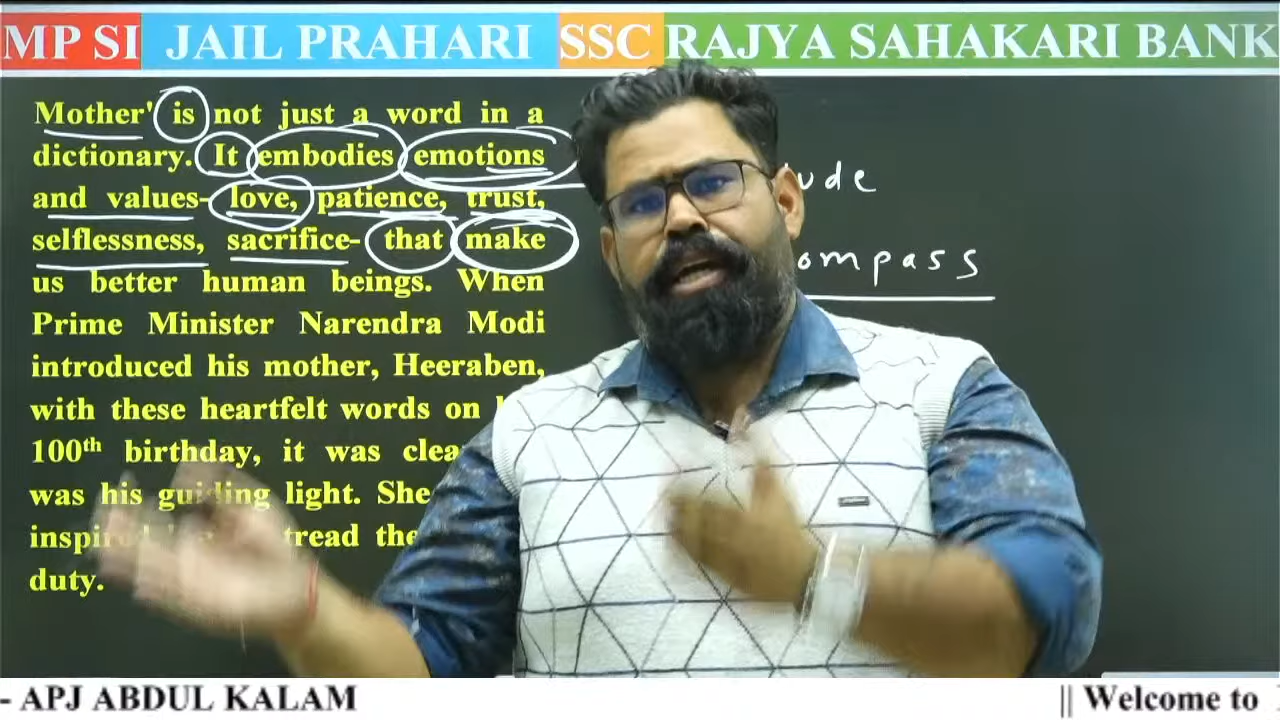 MP SI JAIL PRAHARI SSC RAJYA SAHAKARI BANK
Mother' is not just a word in a
dictionary. It embodies emotions
and values- love, patience, trust,
selflessness, sacrifice- that make
us better human beings. When
Prime Minister Narendra Modi
introduced his mother, Heeraben,
with these heartfelt words on
100th birthday, it was
was his guiding light. She
tread the
duty.
ude
ompass
- APJ ABDUL KALAM
|| Welcome to